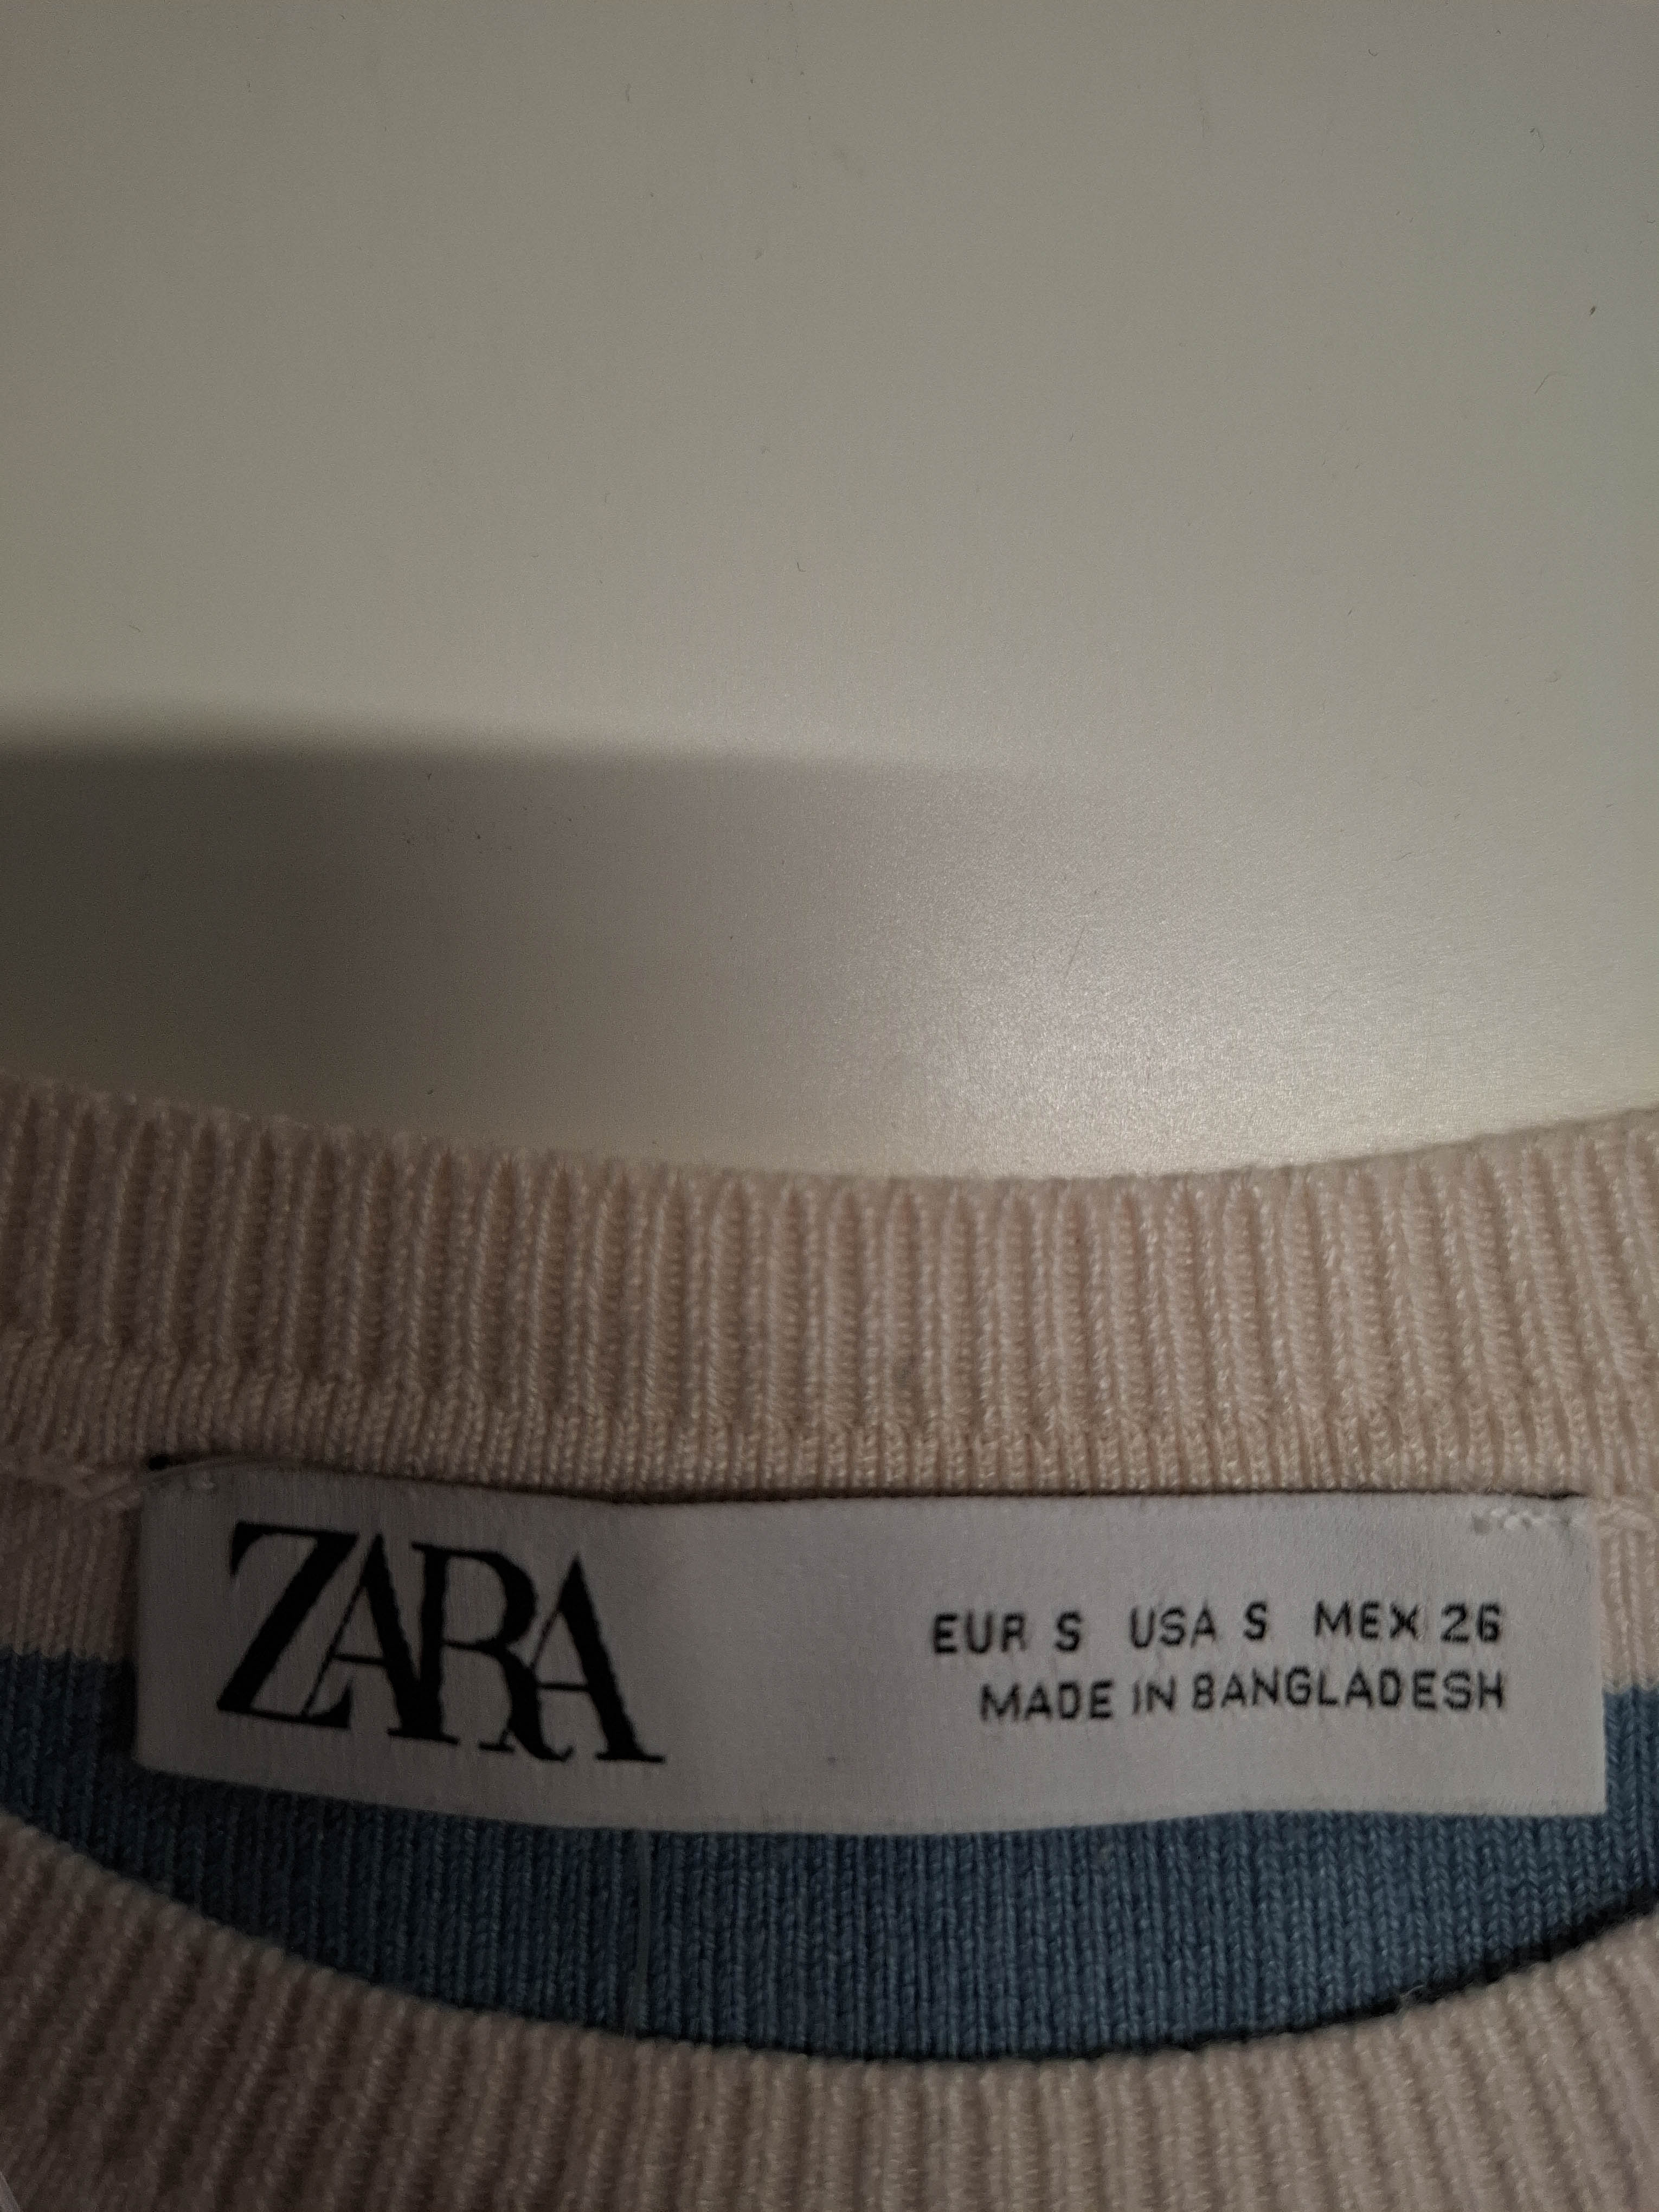 ZARA
EUR S USA S MEX 26
MADE IN BANGLADESH